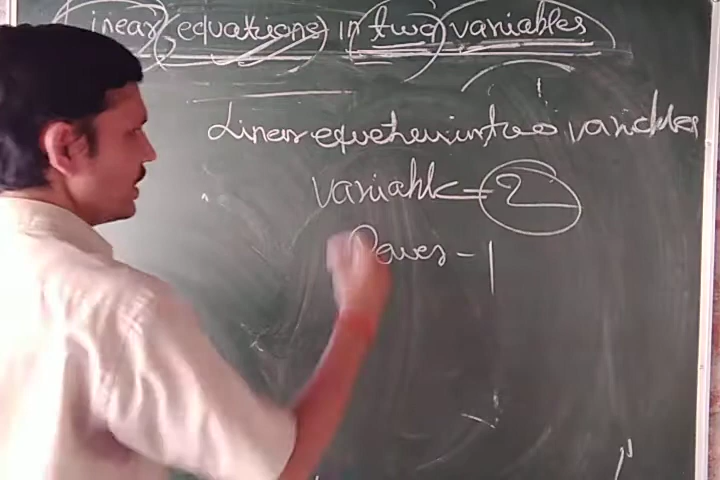 Linear equations in two variables
Linear equation in two variables
Variable = 2
Power - 1